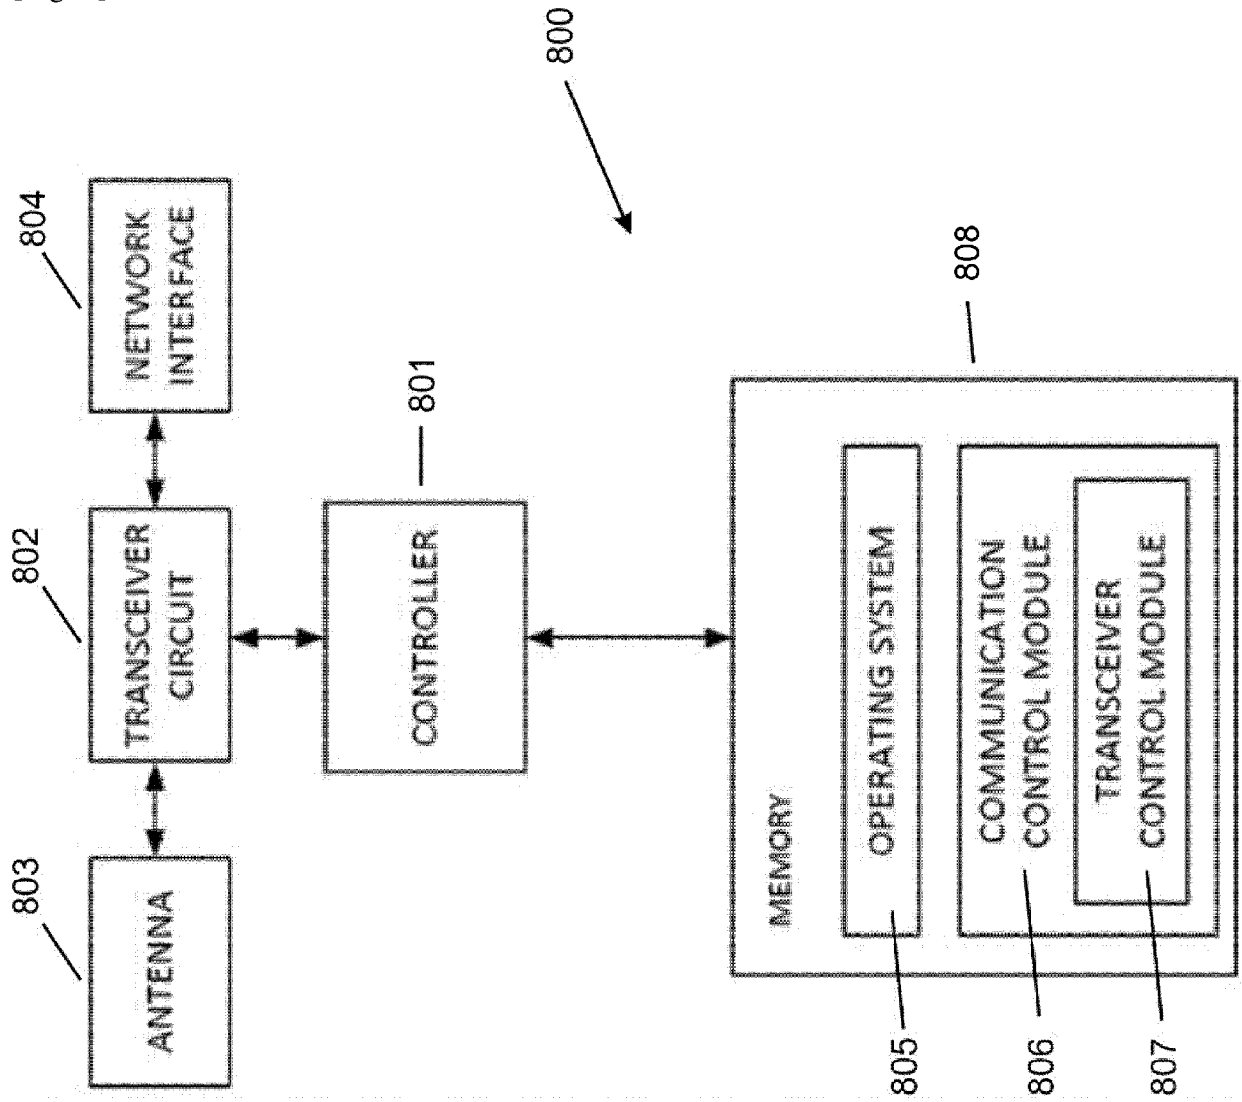 800
803
802
804
ANTENNA
TRANSCEIVER
CIRCUIT
NETWORK
INTERFACE
801
CONTROLLER
808
MEMORY
805
OPERATING SYSTEM
806
COMMUNICATION
CONTROL MODULE
807
TRANSCEIVER
CONTROL MODULE